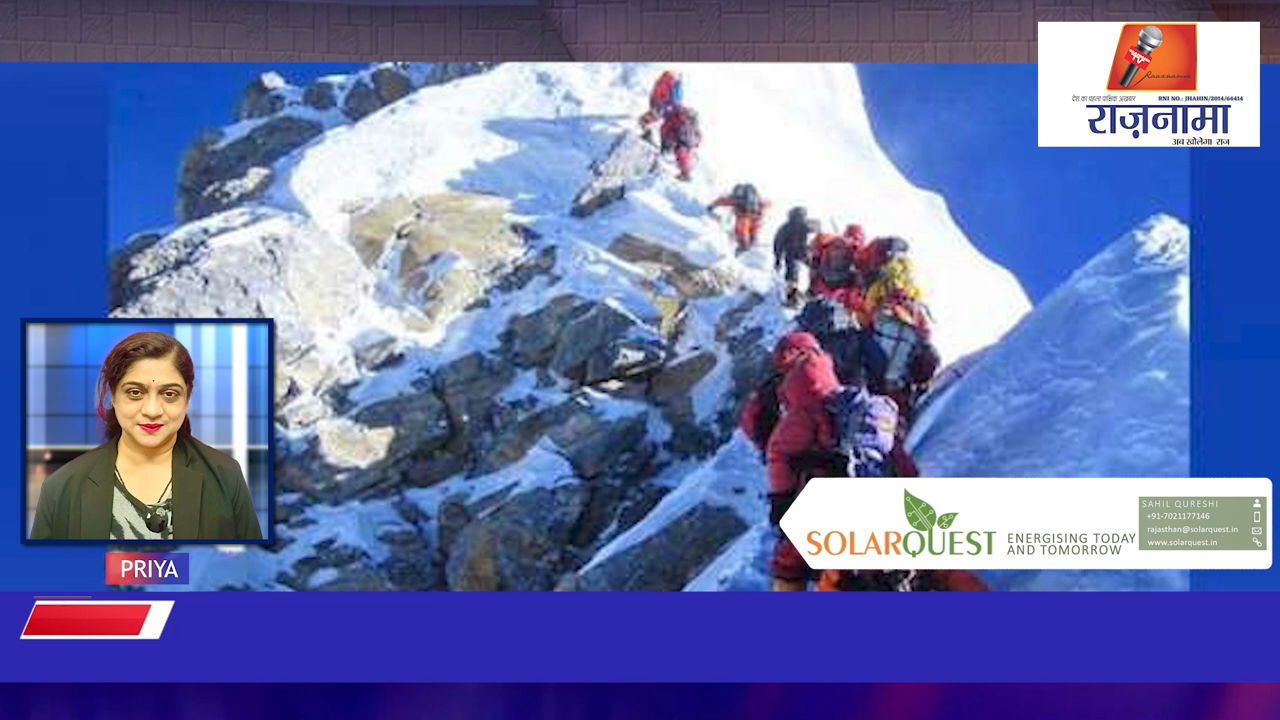 देश का पहला पाक्षिक अख़बार
RNI NO.: JHAHIN/2014/64414
राज़नामा
अब खोलेगा राज
SOLARQUEST
ENERGISING TODAY
AND TOMORROW
SAHIL QURESHI
+91-7021177146
rajasthan@solarquest.in
www.solarquest.in
PRIYA